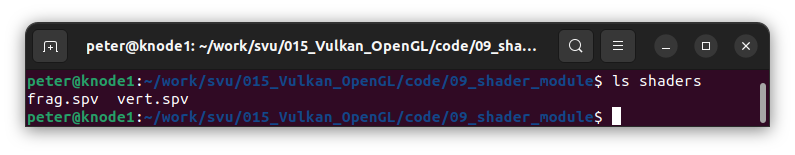 peter@knode1: ~/work/svu/015_Vulkan_OpenGL/code/09_sha…
peter@knode1:~/work/svu/015_Vulkan_OpenGL/code/09_shader_module$ ls shaders
frag.spv  vert.spv
peter@knode1:~/work/svu/015_Vulkan_OpenGL/code/09_shader_module$